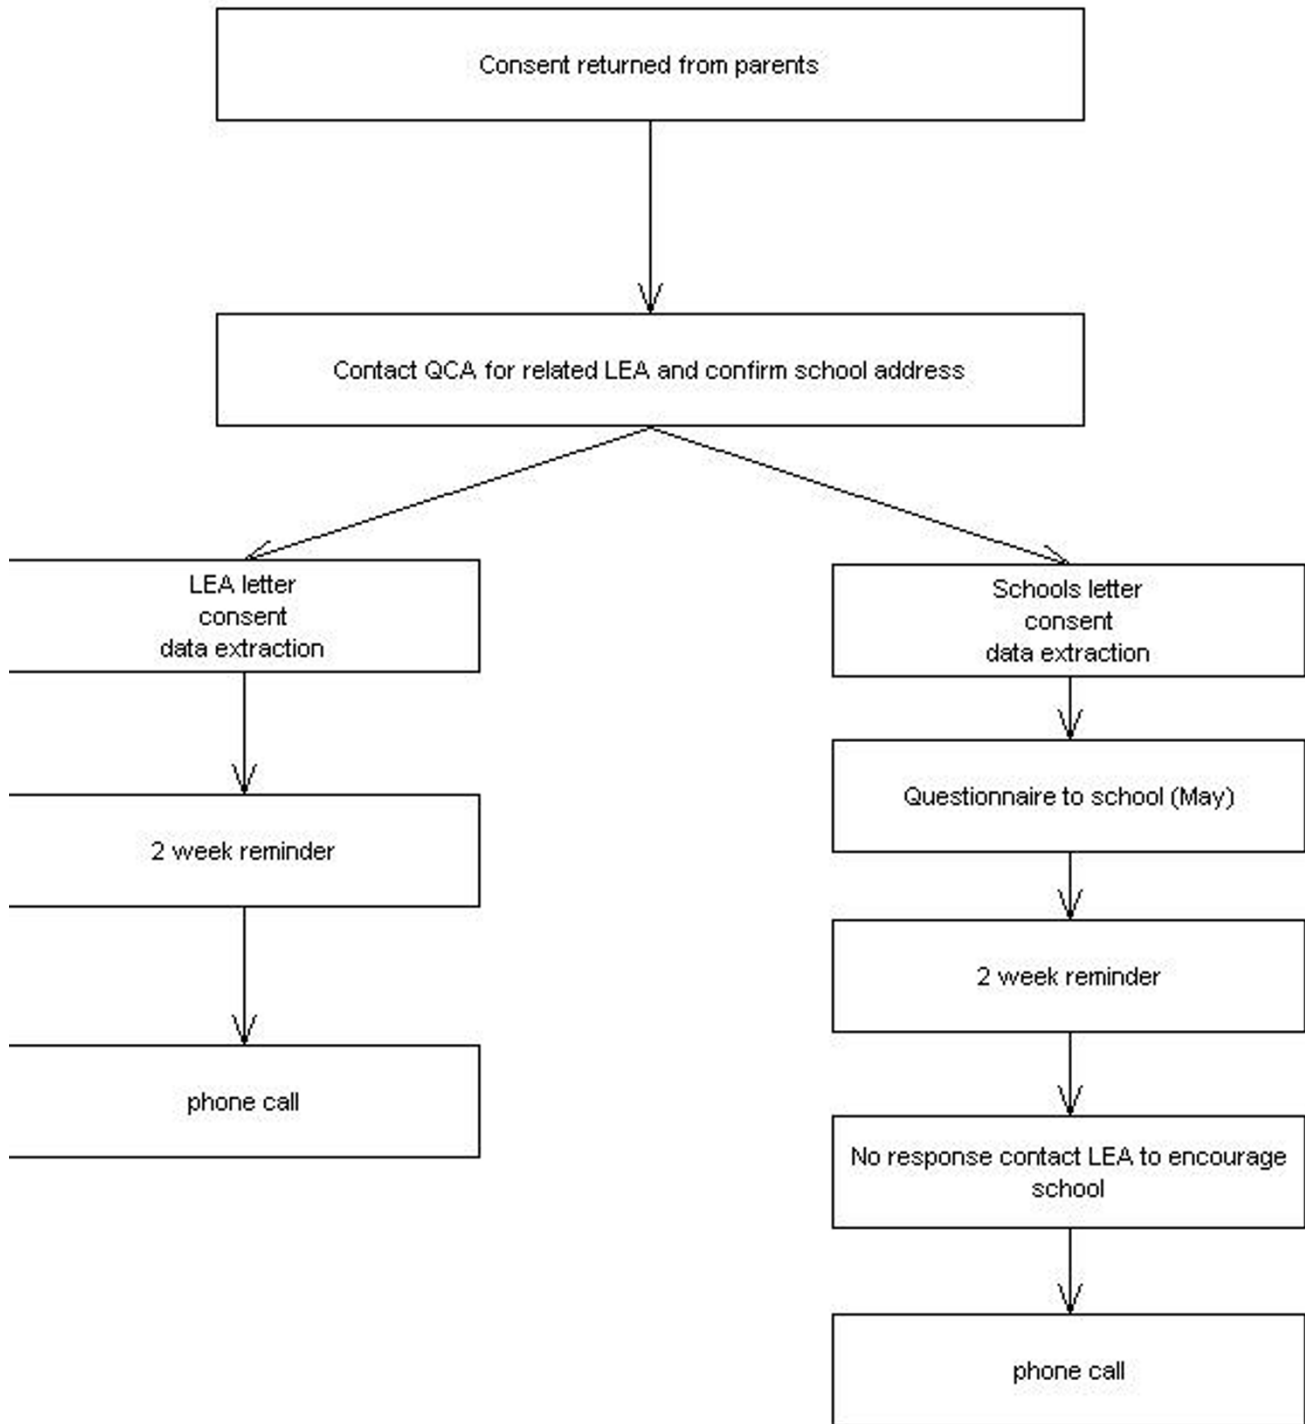 Consent returned from parents
Contact QCA for related LEA and confirm school address
LEA letter
consent
data extraction
2 week reminder
phone call
Schools letter
consent
data extraction
Questionnaire to school (May)
2 week reminder
No response contact LEA to encourage
school
phone call